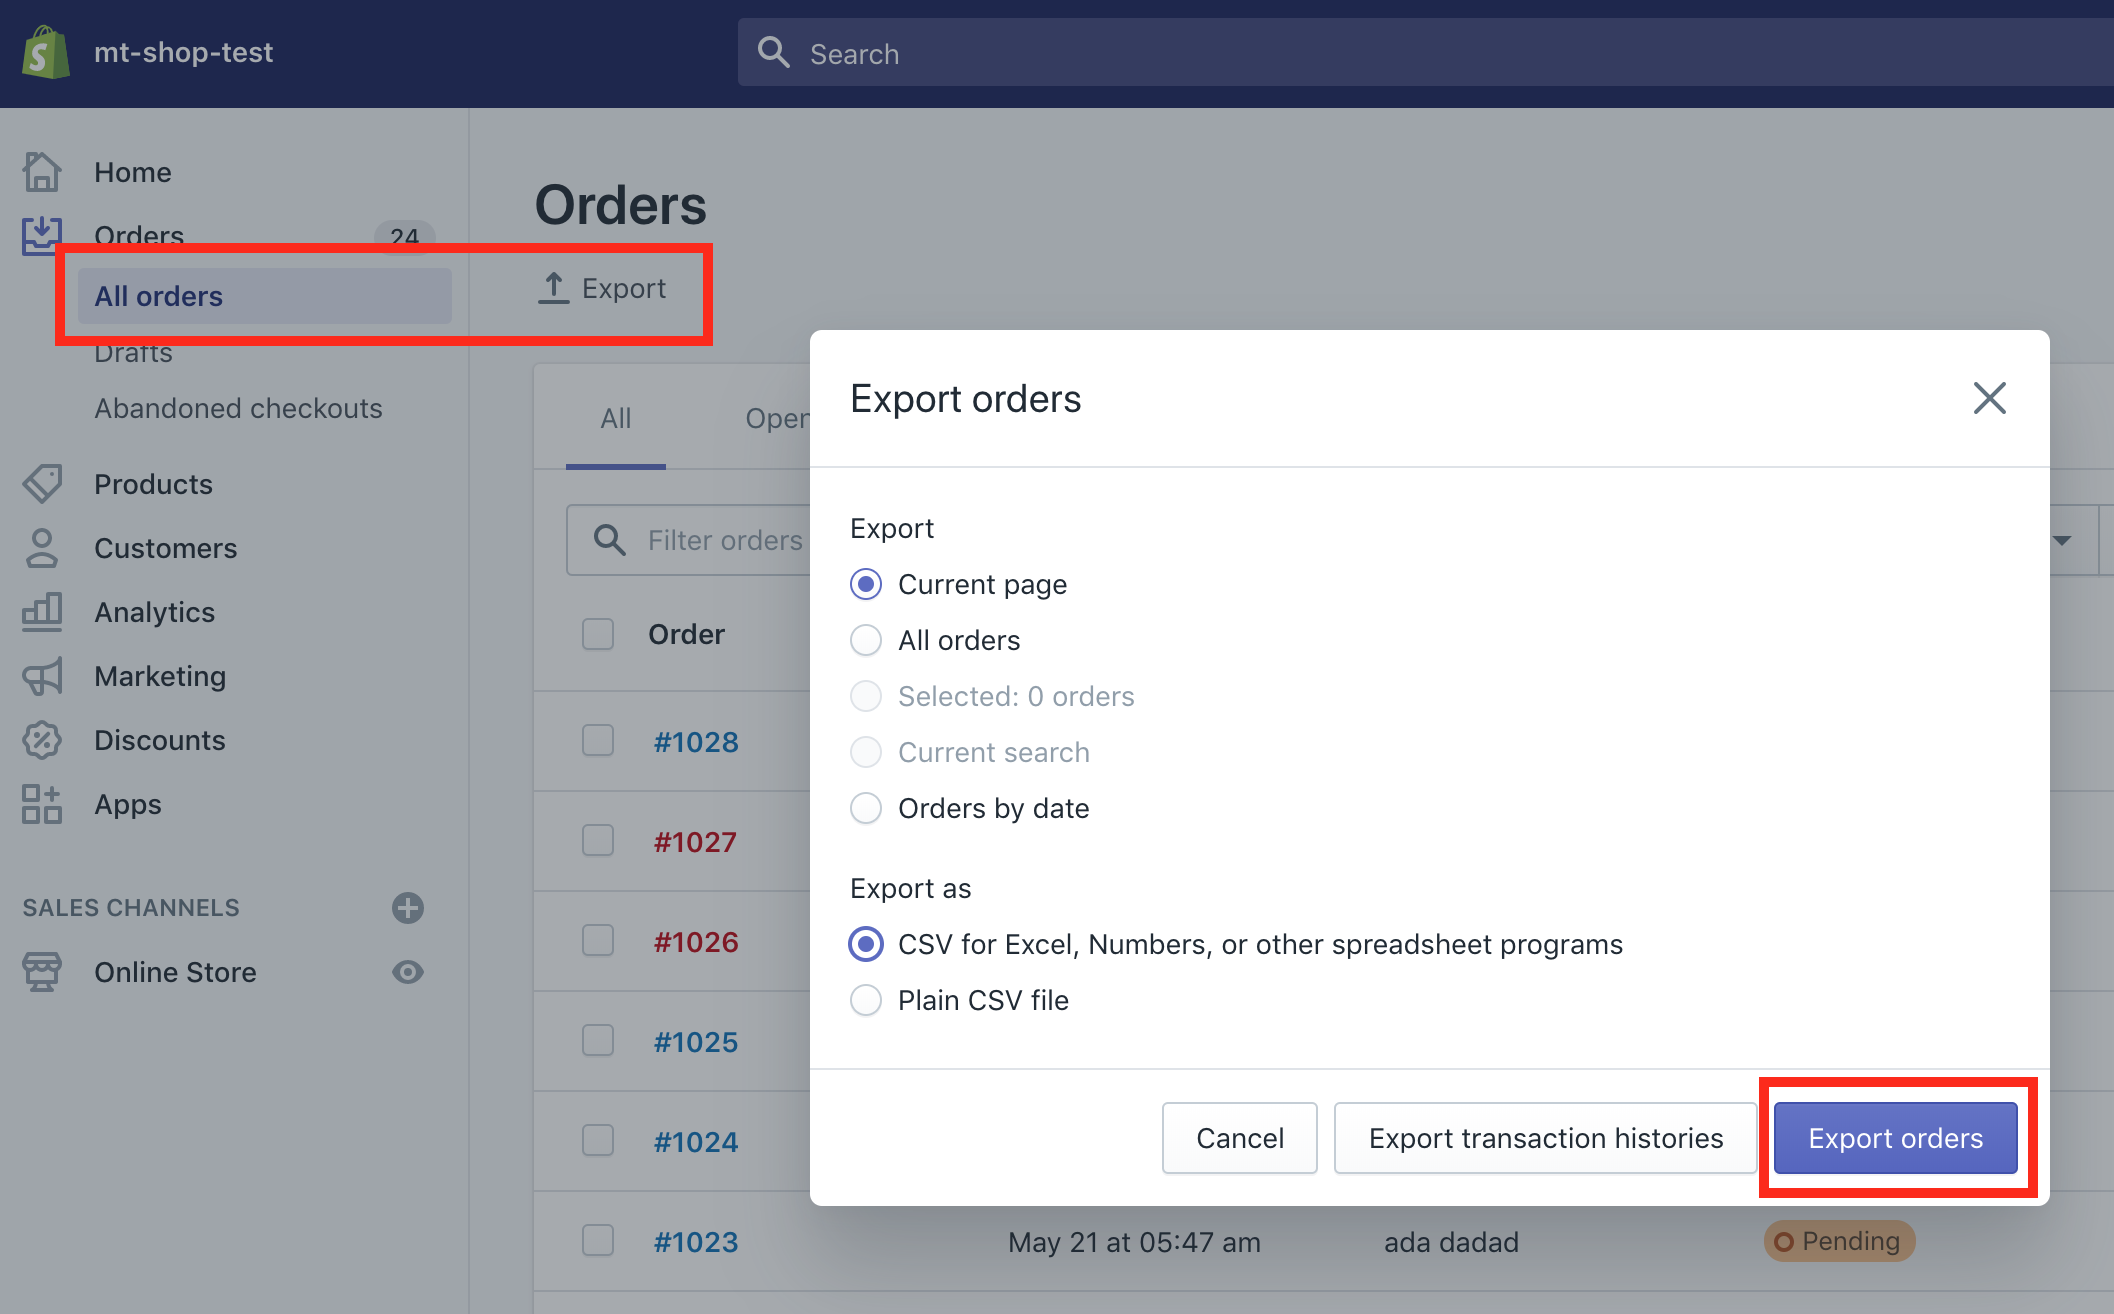 mt-shop-test
Search
Home
Orders
24
All orders
Drafts
Abandoned checkouts
Products
Customers
Analytics
Marketing
Discounts
Apps
SALES CHANNELS
Online Store
Orders
Export
All
Open
Filter orders
Order
#1028
#1027
#1026
#1025
#1024
#1023
May 21 at 05:47 am
ada dadad
Pending
Export orders
Export
Current page
All orders
Selected: 0 orders
Current search
Orders by date
Export as
CSV for Excel, Numbers, or other spreadsheet programs
Plain CSV file
Cancel
Export transaction histories
Export orders